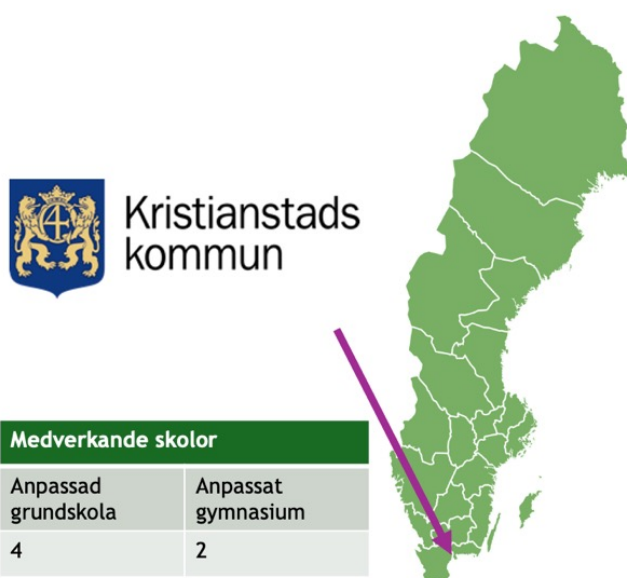 Kristianstads
kommun
Medverkande skolor
Anpassad
grundskola
Anpassat
gymnasium
4
2